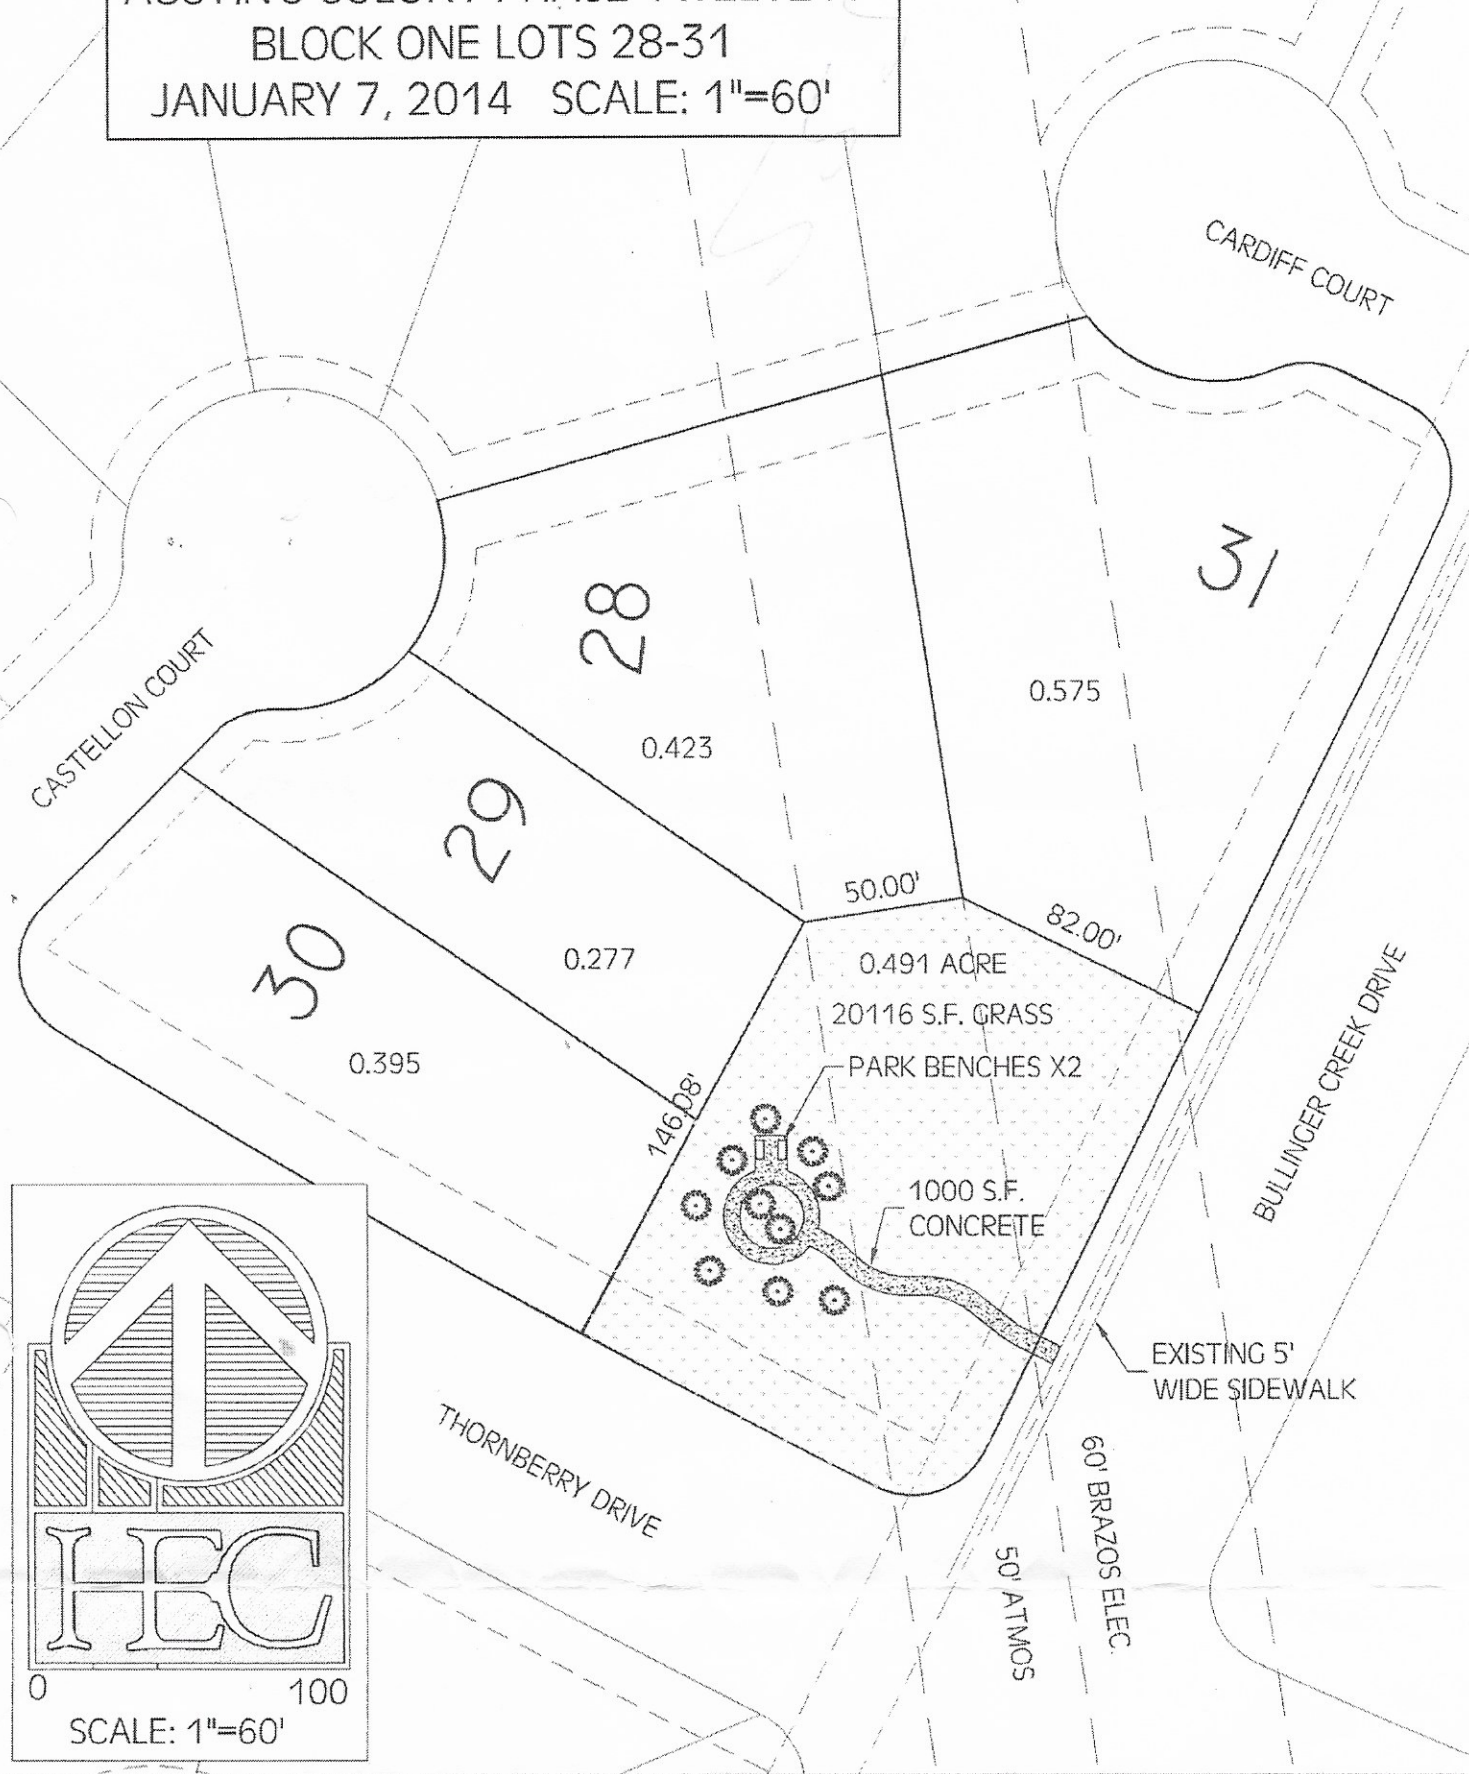 BLOCK ONE LOTS 28-31
JANUARY 7, 2014 SCALE: 1"=60'
CARDIFF COURT
31
28
0.575
CASTELLON COURT
0.423
29
50.00'
82.00'
30
0.277
0.491 ACRE
20116 S.F. GRASS
0.395
PARK BENCHES X2
146.08'
BULLINGER CREEK DRIVE
1000 S.F.
CONCRETE
EXISTING 5'
WIDE SIDEWALK
THORNBERRY DRIVE
60' BRAZOS ELEC.
50' ATMOS
HEC
0 100
SCALE: 1"=60'